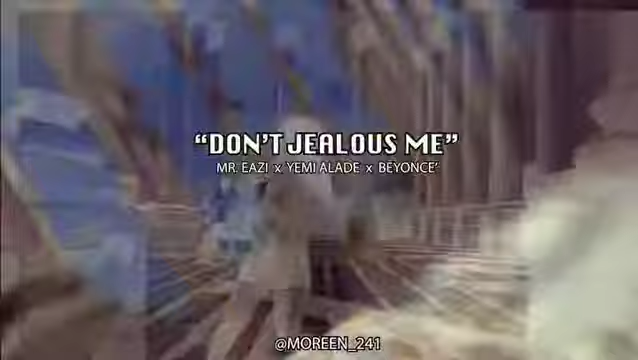 “DON’T JEALOUS ME”
MR. EAZI x YEMI ALADE x BEYONCE’
@MOREEN_241